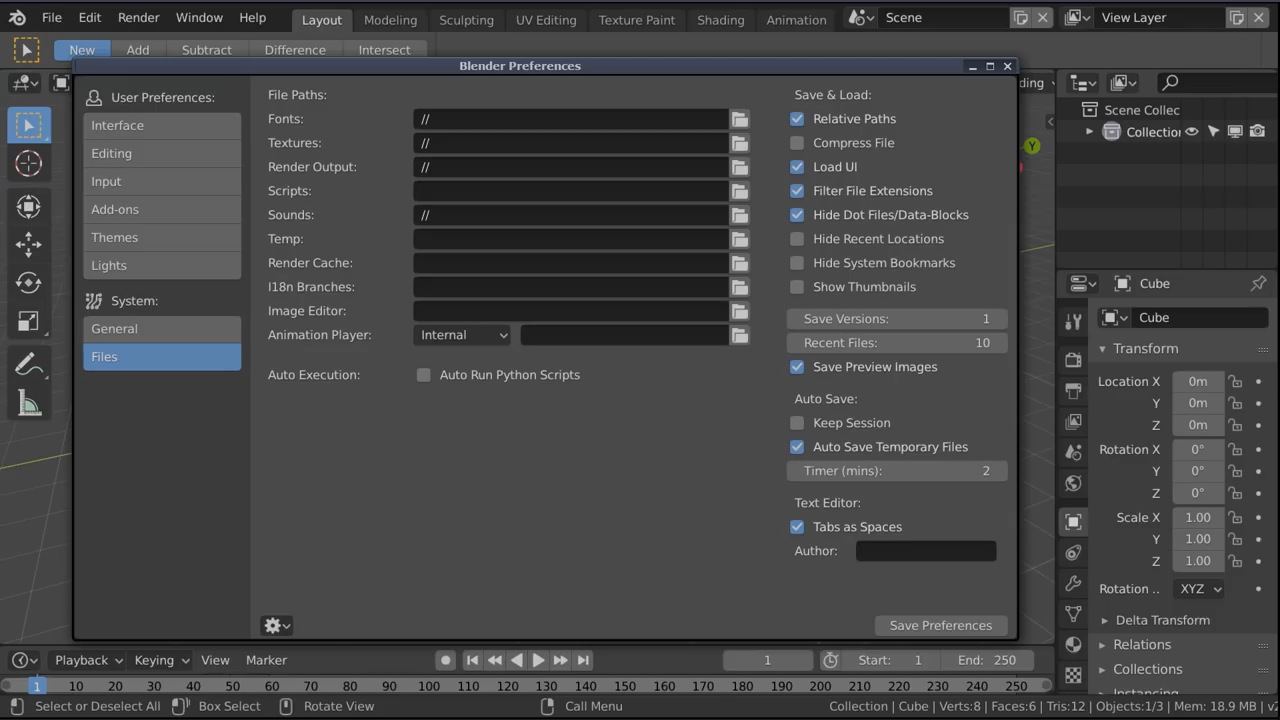 File Edit Render Window Help Layout Modeling Sculpting UV Editing Texture Paint Shading Animation Scene View Layer
New Add Subtract Difference Intersect
Blender Preferences
User Preferences:
Interface
Editing
Input
Add-ons
Themes
Lights
System:
General
Files
File Paths:
Fonts: //
Textures: //
Render Output: //
Scripts:
Sounds: //
Temp:
Render Cache:
I18n Branches:
Image Editor:
Animation Player: Internal
Auto Execution: Auto Run Python Scripts
Save & Load:
Relative Paths
Compress File
Load UI
Filter File Extensions
Hide Dot Files/Data-Blocks
Hide Recent Locations
Hide System Bookmarks
Show Thumbnails
Save Versions: 1
Recent Files: 10
Save Preview Images
Auto Save:
Keep Session
Auto Save Temporary Files
Timer (mins): 2
Text Editor:
Tabs as Spaces
Author:
Save Preferences
ding
Y
Scene Collec
Collection
Cube
Cube
Transform
Location X 0m
Y 0m
Z 0m
Rotation X 0°
Y 0°
Z 0°
Scale X 1.00
Y 1.00
Z 1.00
Rotation .. XYZ
Delta Transform
Relations
Collections
Instancing
Playback Keying View Marker 1 Start: 1 End: 250
1 10 20 30 40 50 60 70 80 90 100 110 120 130 140 150 160 170 180 190 200 210 220 230 240 250
Select or Deselect All Box Select Rotate View Call Menu Collection | Cube | Verts:8 | Faces:6 | Tris:12 | Objects:1/3 | Mem: 18.9 MB | v2